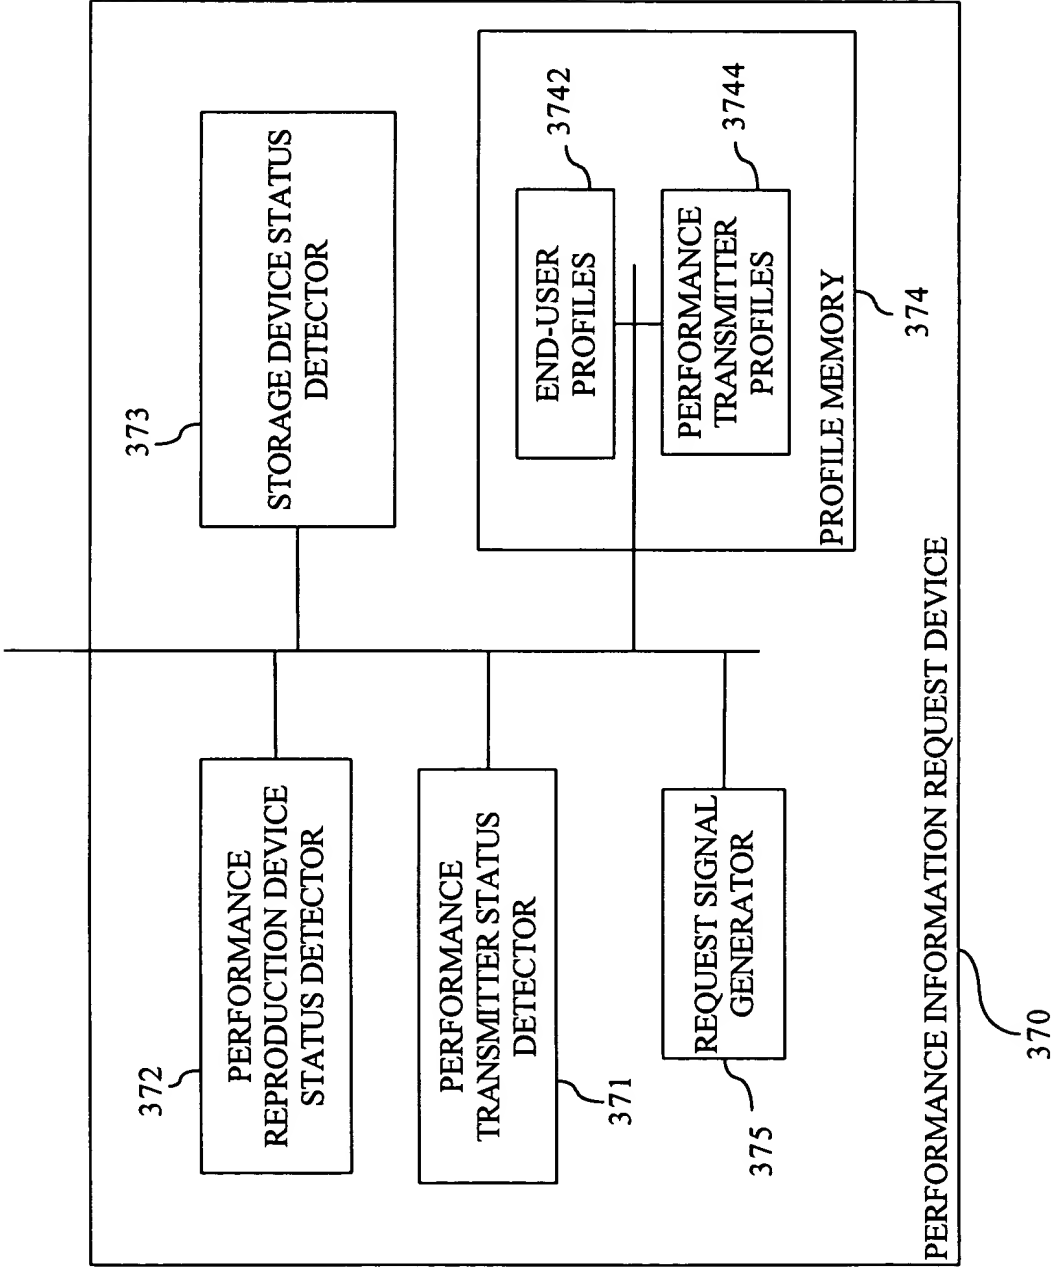 372
PERFORMANCE
REPRODUCTION DEVICE
STATUS DETECTOR
373
STORAGE DEVICE STATUS
DETECTOR
PERFORMANCE
TRANSMITTER STATUS
DETECTOR
371
END-USER
PROFILES
3742
PERFORMANCE
TRANSMITTER
PROFILES
3744
PROFILE MEMORY
374
REQUEST SIGNAL
GENERATOR
375
PERFORMANCE INFORMATION REQUEST DEVICE
370